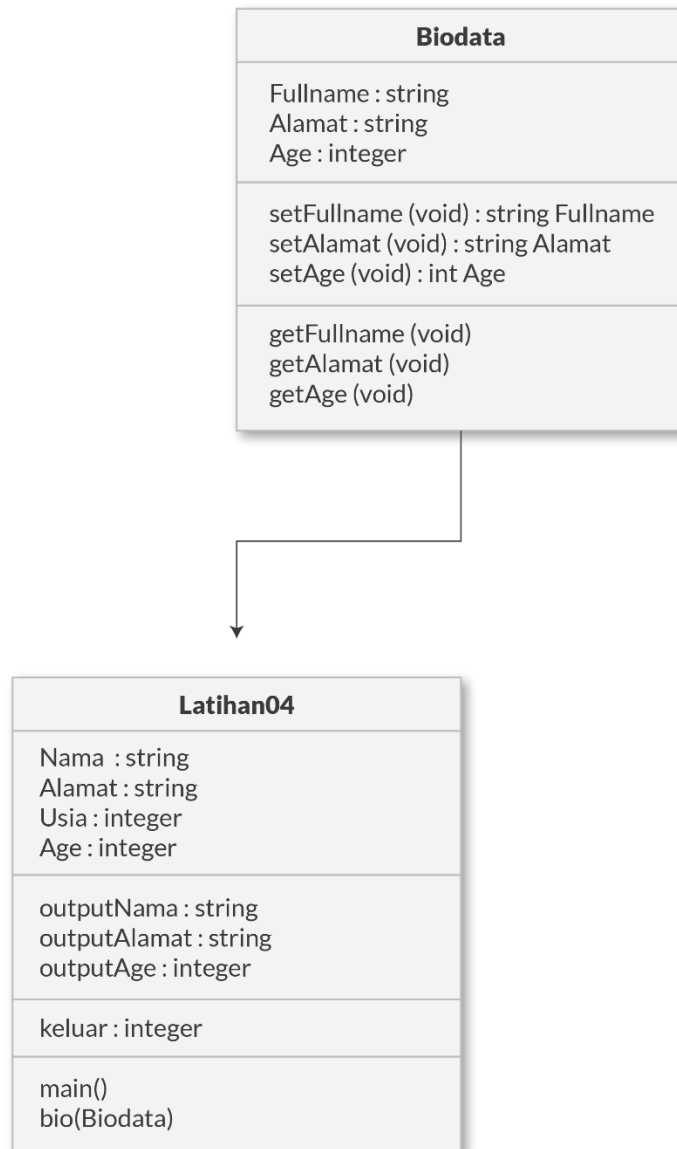 Biodata
Fullname : string
Alamat : string
Age : integer
setFullname (void) : string Fullname
setAlamat (void) : string Alamat
setAge (void) : int Age
getFullname (void)
getAlamat (void)
getAge (void)
Latihan04
Nama : string
Alamat : string
Usia : integer
Age : integer
outputNama : string
outputAlamat : string
outputAge : integer
keluar : integer
main()
bio(Biodata)